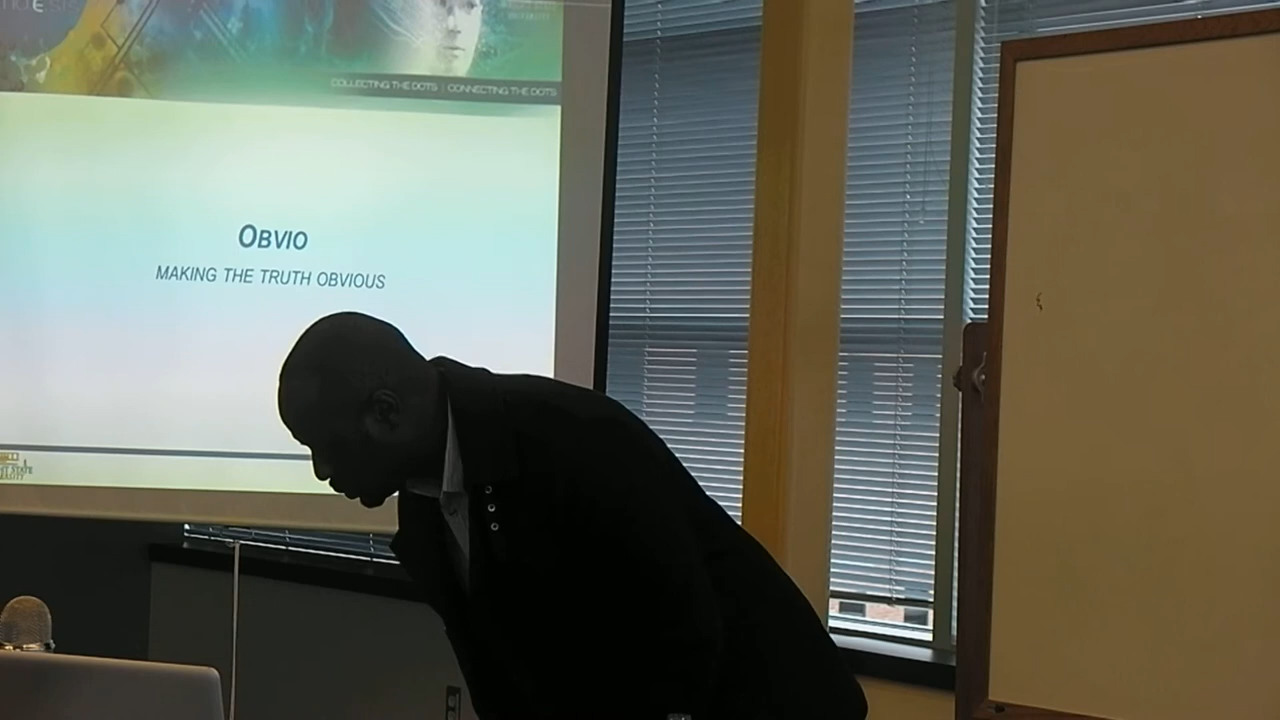 COLLECTING THE DOTS | CONNECTING THE DOTS
OBVIO
MAKING THE TRUTH OBVIOUS